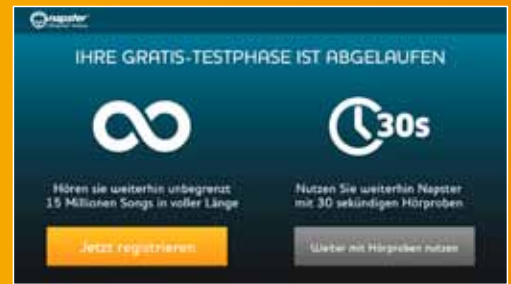 napster
IHRE GRATIS-TESTPHASE IST ABGELAUFEN
30s
Hören sie weiterhin unbegrenzt
15 Millionen Songs in voller Länge
Nutzen Sie weiterhin Napster
mit 30 sekündigen Hörproben
Jetzt registrieren
Weiter mit Hörproben nutzen